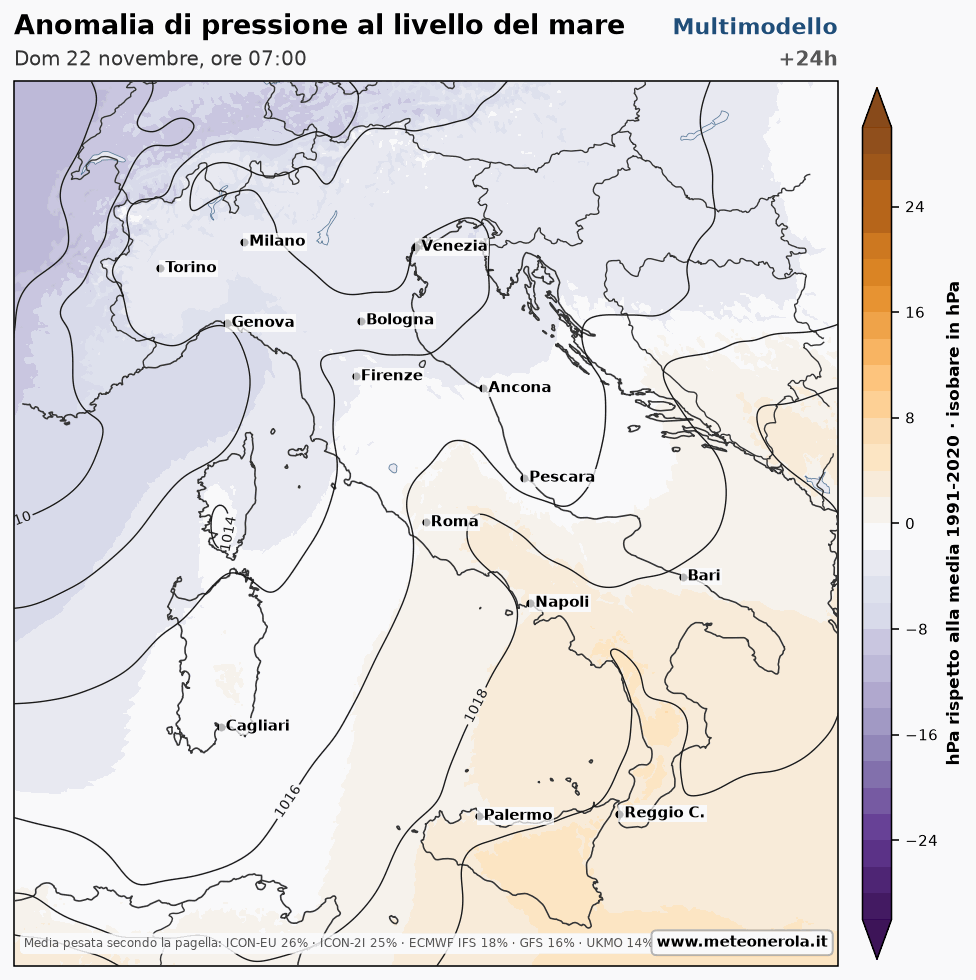 Anomalia di pressione al livello del mare
Multimodello
Dom 22 novembre, ore 07:00
+24h
Milano
Venezia
Torino
Genova
Bologna
Firenze
Ancona
Pescara
10
1014
Roma
Bari
Napoli
1018
Cagliari
1016
Palermo
Reggio C.
24
16
8
0
−8
−16
−24
hPa rispetto alla media 1991-2020 · isobare in hPa
Media pesata secondo la pagella: ICON-EU 26% · ICON-2I 25% · ECMWF IFS 18% · GFS 16% · UKMO 14%
www.meteonerola.it